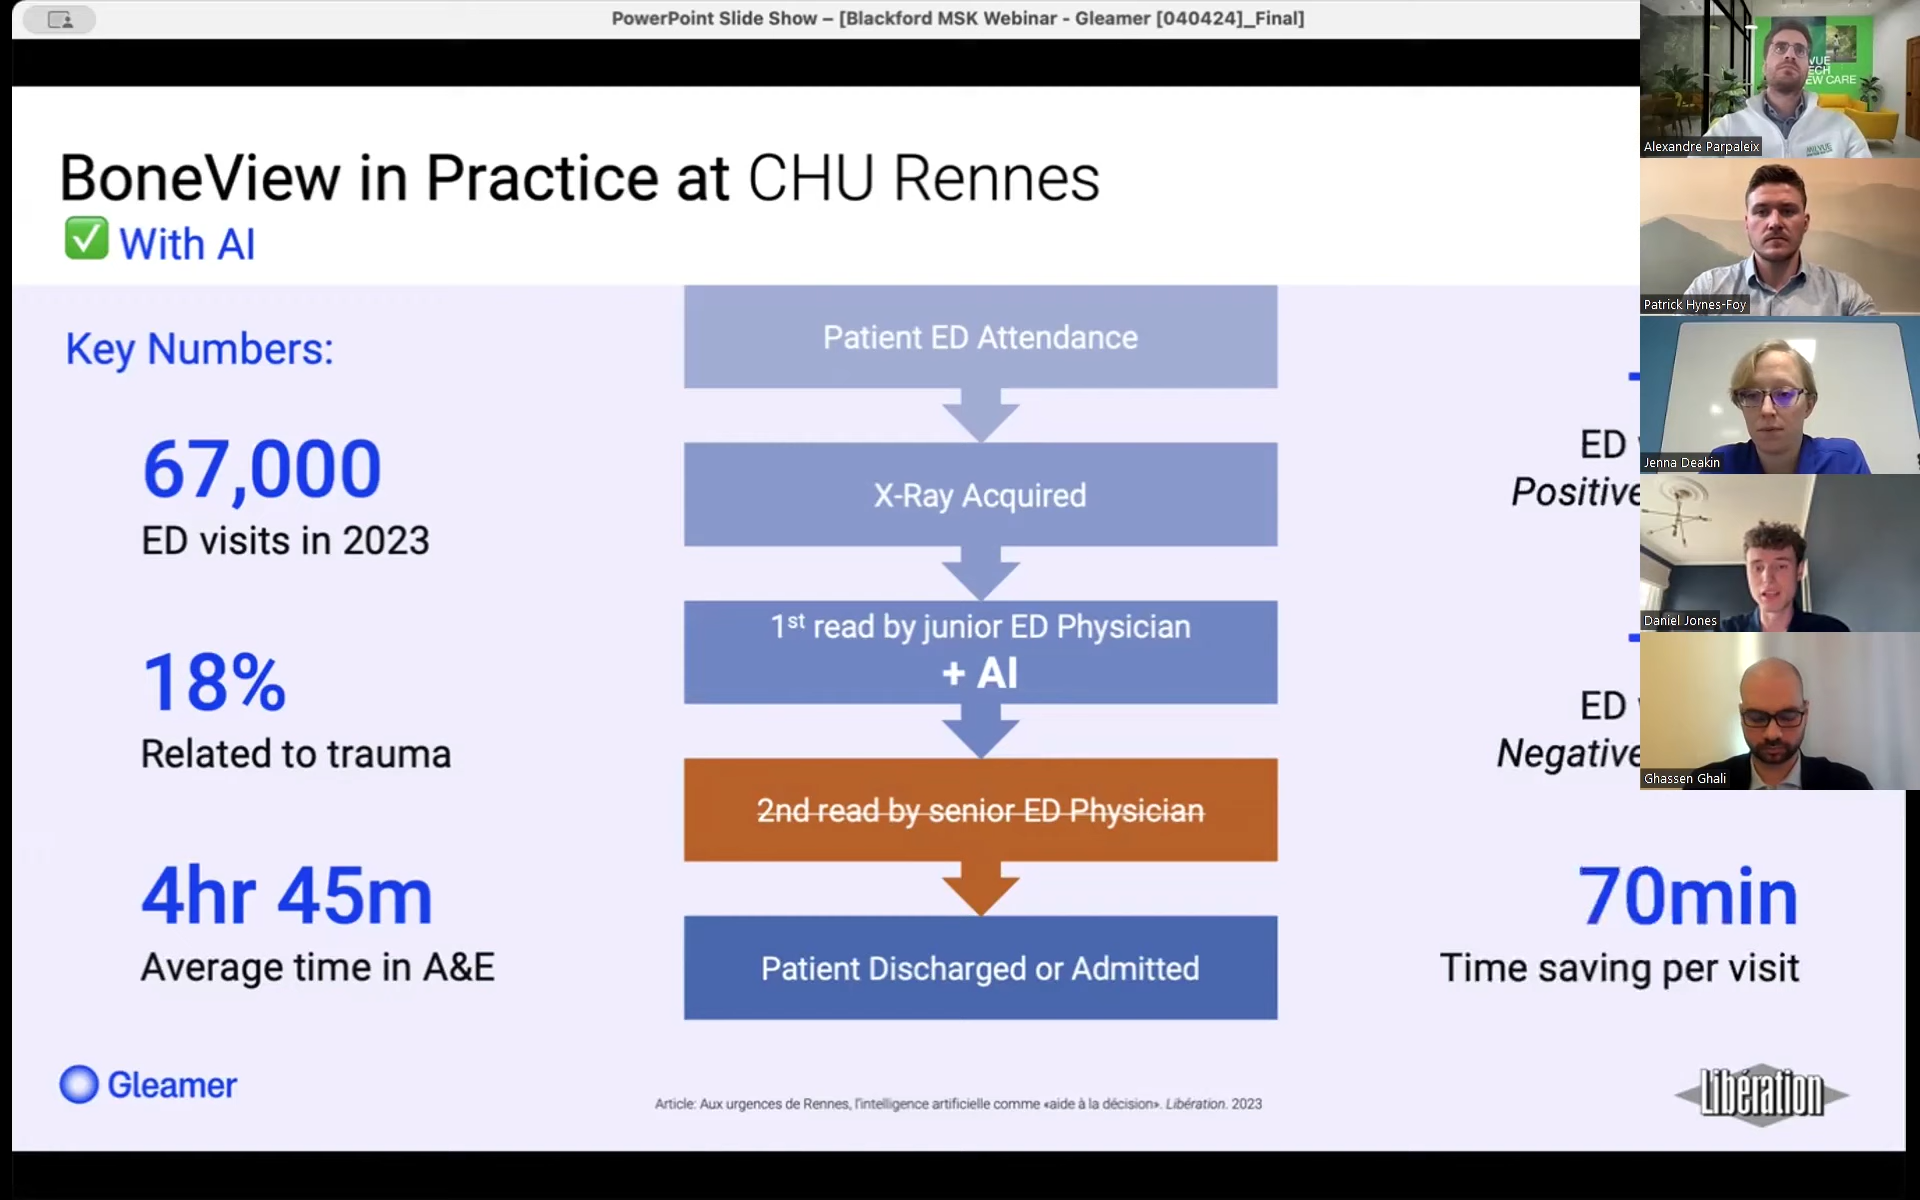 PowerPoint Slide Show – [Blackford MSK Webinar - Gleamer [040424]_Final]
BoneView in Practice at CHU Rennes
✅ With AI
Key Numbers:
67,000
ED visits in 2023
18%
Related to trauma
4hr 45m
Average time in A&E
Patient ED Attendance
X-Ray Acquired
1st read by junior ED Physician
+ AI
2nd read by senior ED Physician
Patient Discharged or Admitted
ED
Positive
ED
Negative
70min
Time saving per visit
Gleamer
Article: Aux urgences de Rennes, l'intelligence artificielle comme «aide à la décision». Libération. 2023
Libération
Alexandre Parpaleix
Patrick Hynes-Foy
Jenna Deakin
Daniel Jones
Ghassen Ghali